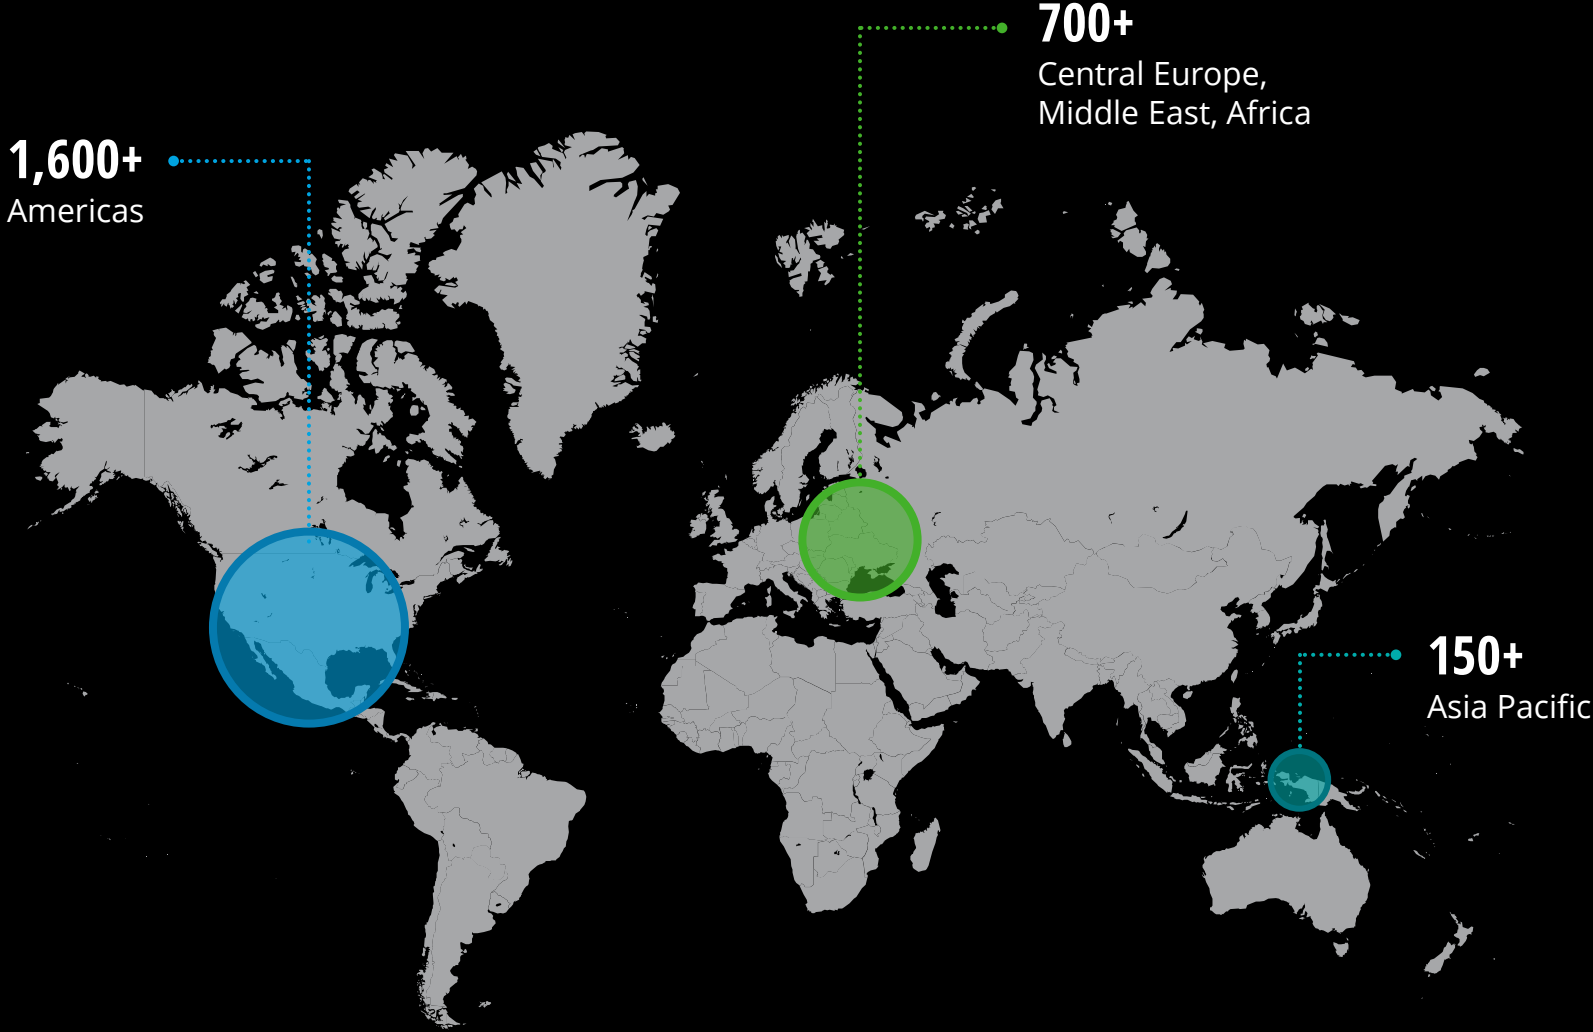 700+
Central Europe,
Middle East, Africa
1,600+
Americas
150+
Asia Pacific